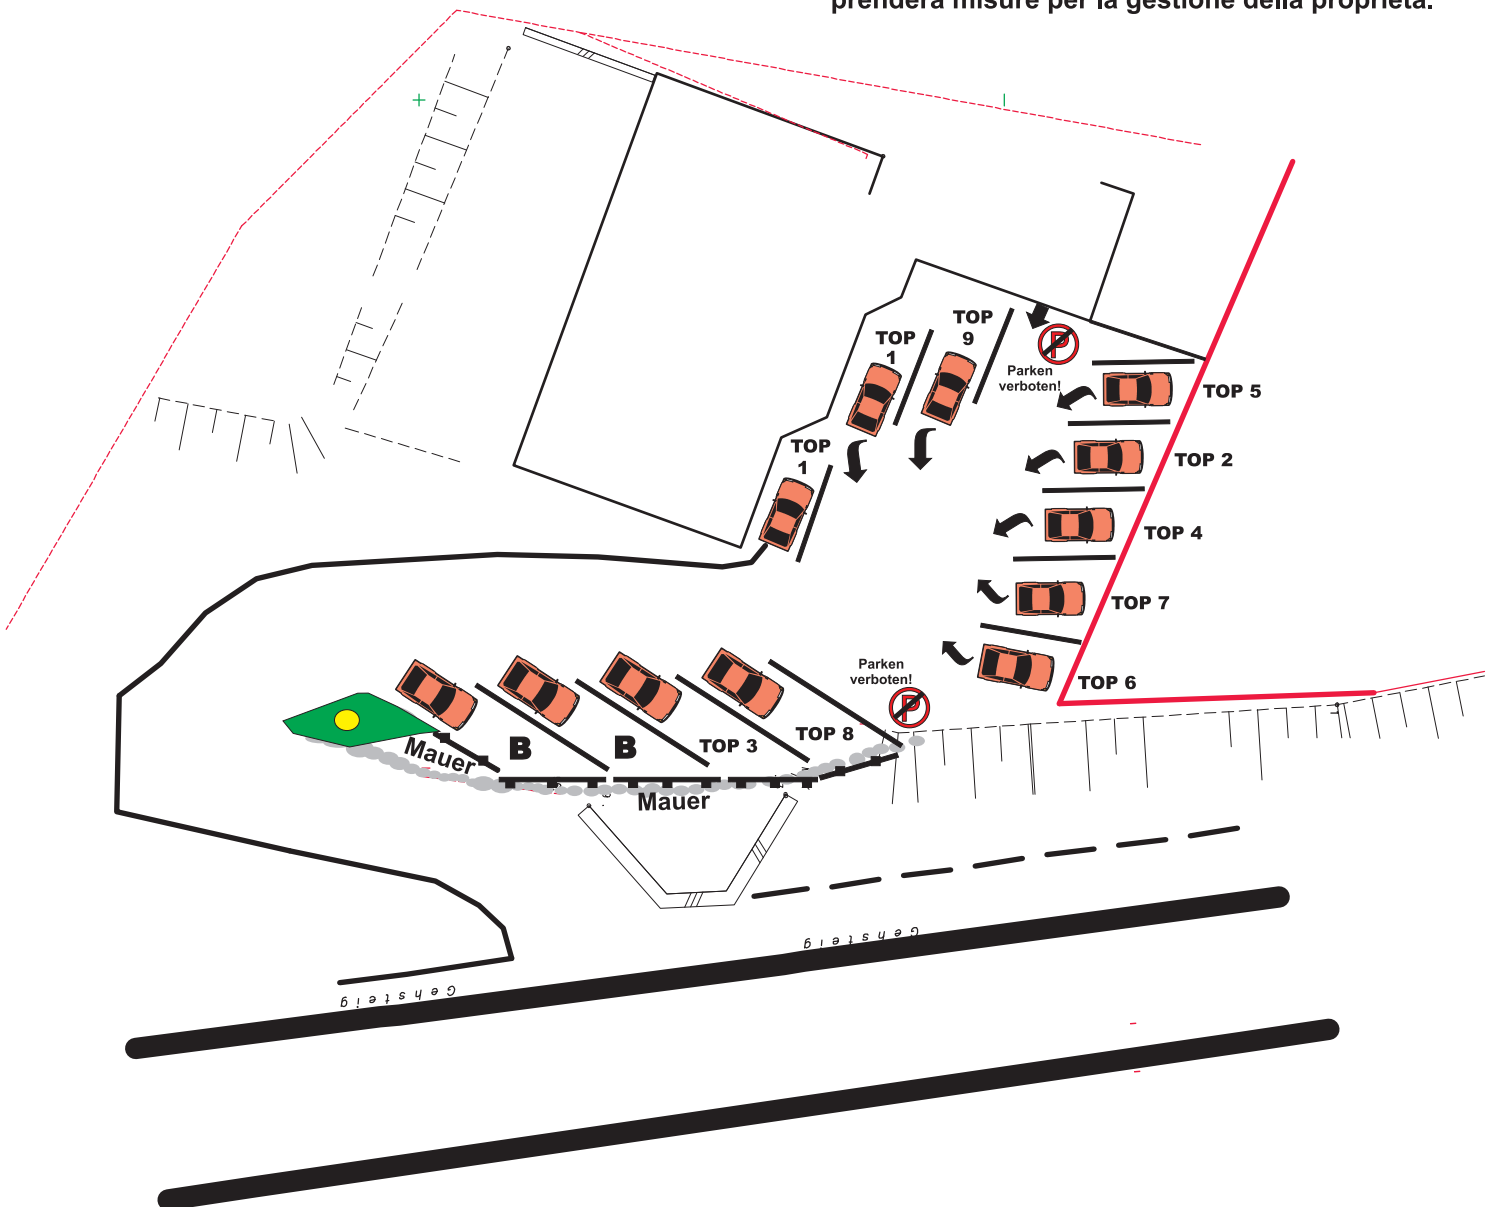 prenderà misure per la gestione della proprietà.
TOP
9
TOP
1
P
Parken
verboten!
TOP 5
TOP
1
TOP 2
TOP 4
TOP 7
Parken
verboten!
P
TOP 6
TOP 8
TOP 3
B
B
Mauer
Mauer
Gehsteig
Gehsteig